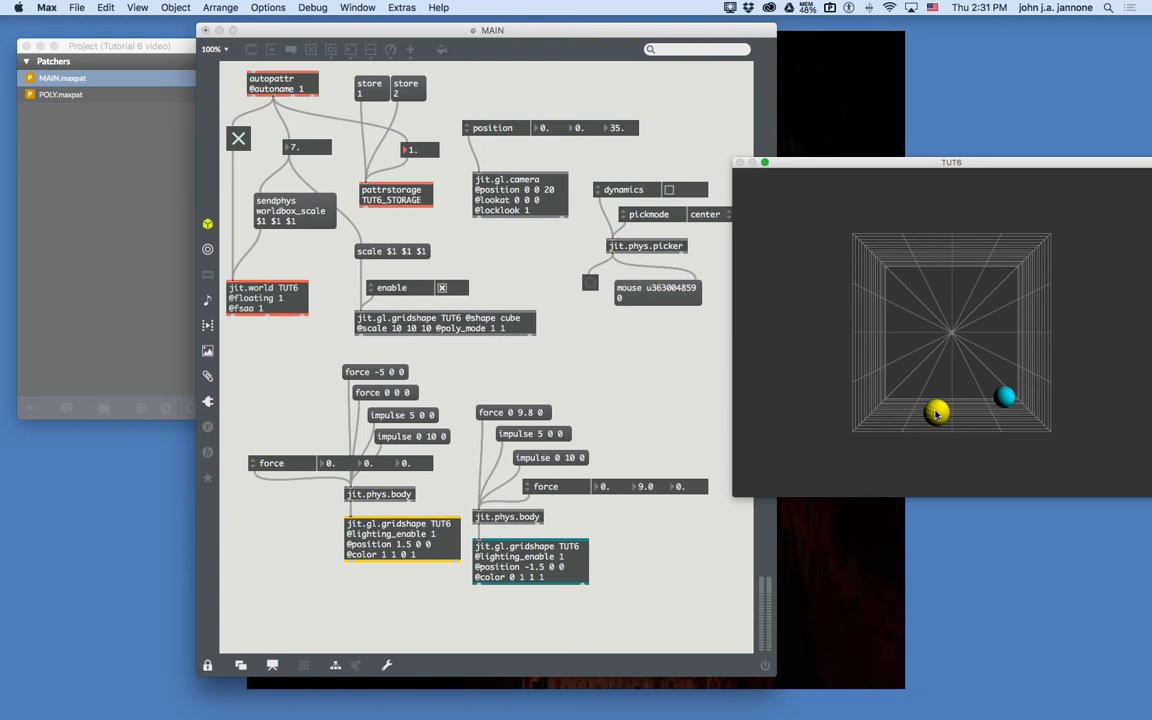 Max File Edit View Object Arrange Options Debug Window Extras Help
MEM 48% Thu 2:31 PM john j.a. jannone
Project (Tutorial 6 video)
Patchers
MAIN.maxpat
POLY.maxpat
MAIN
100%
autopattr
@autoname 1
store
1
store
2
position 0. 0. 35.
7.
1.
jit.gl.camera
@position 0 0 20
@lookat 0 0 0
@locklook 1
pattrstorage
TUT6_STORAGE
dynamics
sendphys
worldbox_scale
$1 $1 $1
pickmode center
scale $1 $1 $1
jit.phys.picker
enable
mouse u363004859
0
jit.world TUT6
@floating 1
@fsaa 1
jit.gl.gridshape TUT6 @shape cube
@scale 10 10 10 @poly_mode 1 1
force -5 0 0
force 0 0 0
impulse 5 0 0
impulse 0 10 0
force 0 9.8 0
impulse 5 0 0
impulse 0 10 0
force 0. 0. 0.
force 0. 9.0 0.
jit.phys.body
jit.phys.body
jit.gl.gridshape TUT6
@lighting_enable 1
@position 1.5 0 0
@color 1 1 0 1
jit.gl.gridshape TUT6
@lighting_enable 1
@position -1.5 0 0
@color 0 1 1 1
TUT6